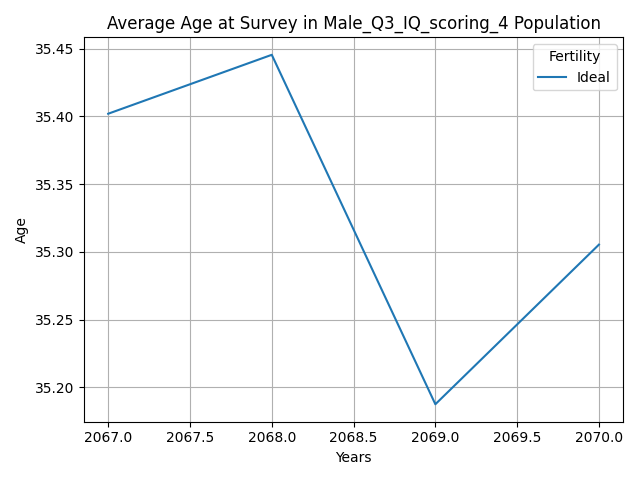 Average Age at Survey in Male_Q3_IQ_scoring_4 Population
Fertility
Ideal
35.45
35.40
35.35
35.30
35.25
35.20
Age
2067.0 2067.5 2068.0 2068.5 2069.0 2069.5 2070.0
Years